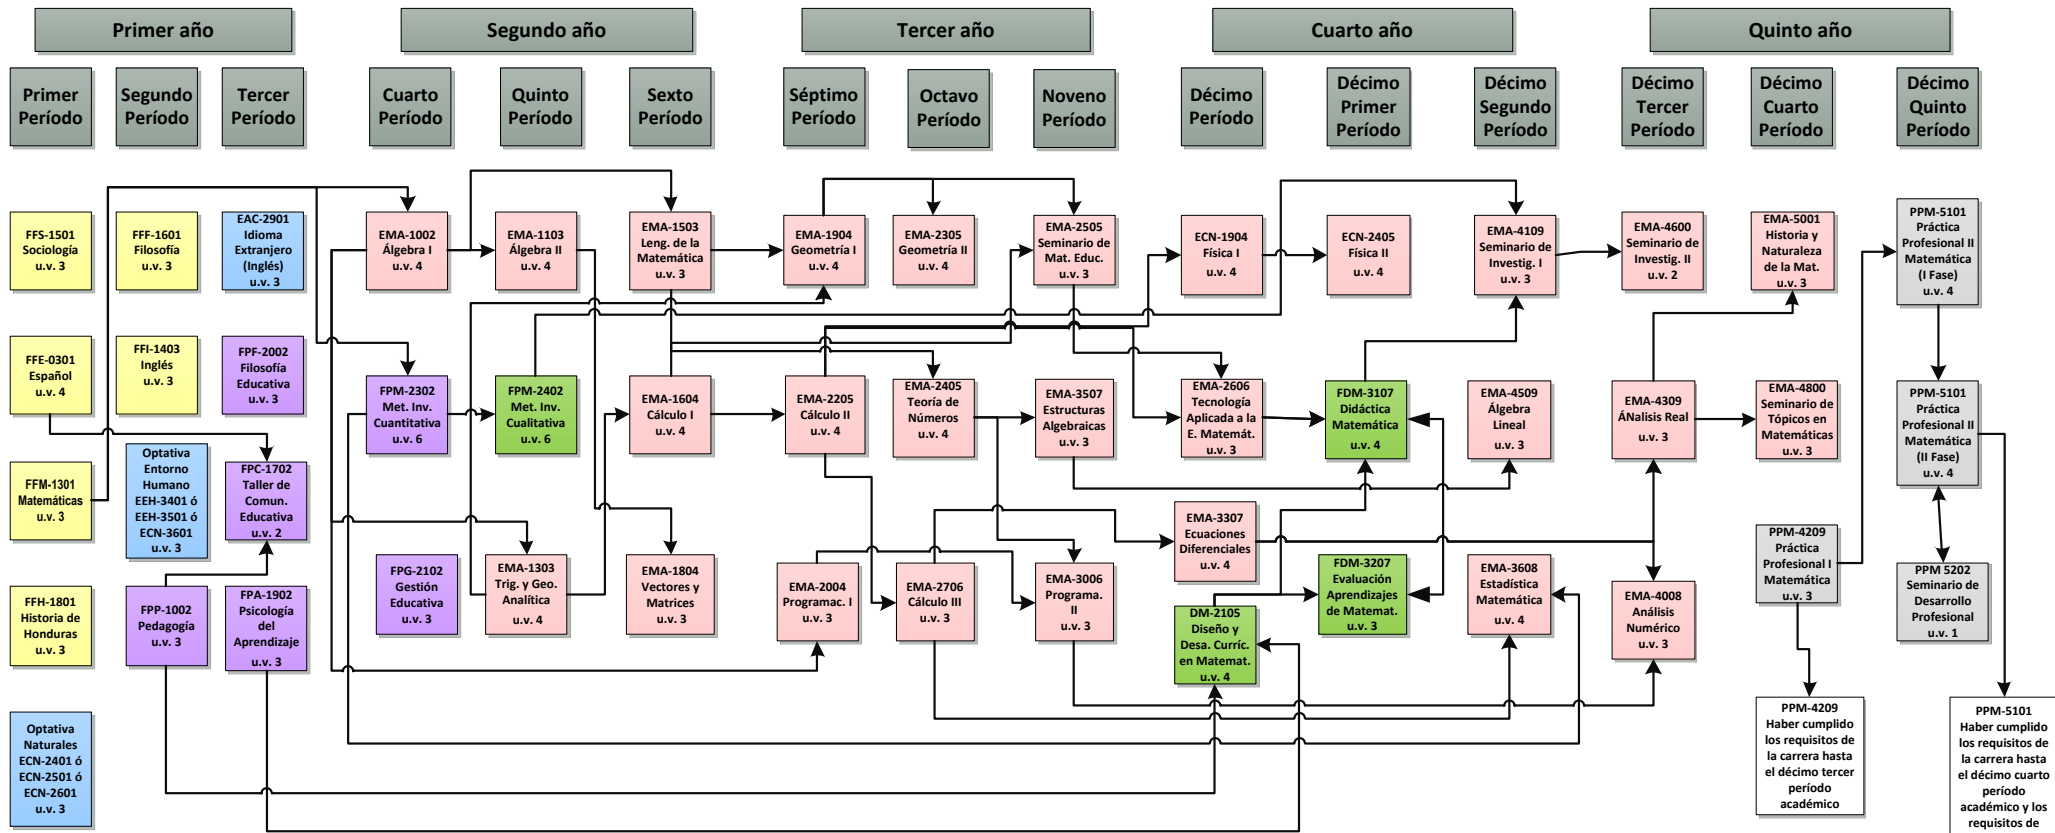 Primer año
Segundo año
Tercer año
Cuarto año
Quinto año
Primer
Período
Segundo
Período
Tercer
Período
Cuarto
Período
Quinto
Período
Sexto
Período
Séptimo
Período
Octavo
Período
Noveno
Período
Décimo
Período
Décimo
Primer
Período
Décimo
Segundo
Período
Décimo
Tercer
Período
Décimo
Cuarto
Período
Décimo
Quinto
Período
FFS-1501
Sociología
u.v. 3
FFF-1601
Filosofía
u.v. 3
EAC-2901
Idioma
Extranjero
(Inglés)
u.v. 3
EMA-1002
Álgebra I
u.v. 4
EMA-1103
Álgebra II
u.v. 4
EMA-1503
Leng. de la
Matemática
u.v. 3
EMA-1904
Geometría I
u.v. 4
EMA-2305
Geometría II
u.v. 4
EMA-2505
Seminario de
Mat. Educ.
u.v. 3
ECN-1904
Física I
u.v. 4
ECN-2405
Física II
u.v. 4
EMA-4109
Seminario de
Investig. I
u.v. 3
EMA-4600
Seminario de
Investig. II
u.v. 2
EMA-5001
Historia y
Naturaleza
de la Mat.
u.v. 3
PPM-5101
Práctica
Profesional II
Matemática
(I Fase)
u.v. 4
FFE-0301
Español
u.v. 4
FFI-1403
Inglés
u.v. 3
FPF-2002
Filosofía
Educativa
u.v. 3
FPM-2302
Met. Inv.
Cuantitativa
u.v. 6
FPM-2402
Met. Inv.
Cualitativa
u.v. 6
EMA-1604
Cálculo I
u.v. 4
EMA-2205
Cálculo II
u.v. 4
EMA-2405
Teoría de
Números
u.v. 4
EMA-3507
Estructuras
Algebraicas
u.v. 3
EMA-2606
Tecnología
Aplicada a la
E. Matemát.
u.v. 3
FDM-3107
Didáctica
Matemática
u.v. 4
EMA-4509
Álgebra
Lineal
u.v. 3
EMA-4309
ÁNalisis Real
u.v. 3
EMA-4800
Seminario de
Tópicos en
Matemáticas
u.v. 3
PPM-5101
Práctica
Profesional II
Matemática
(II Fase)
u.v. 4
FFM-1301
Matemáticas
u.v. 3
Optativa
Entorno
Humano
EEH-3401 ó
EEH-3501 ó
ECN-3601
u.v. 3
FPC-1702
Taller de
Comun.
Educativa
u.v. 2
FFH-1801
Historia de
Honduras
u.v. 3
FPP-1002
Pedagogía
u.v. 3
FPA-1902
Psicología
del
Aprendizaje
u.v. 3
FPG-2102
Gestión
Educativa
u.v. 3
EMA-1303
Trig. y Geo.
Analítica
u.v. 4
EMA-1804
Vectores y
Matrices
u.v. 3
EMA-2004
Programac. I
u.v. 3
EMA-2706
Cálculo III
u.v. 3
EMA-3006
Programa.
II
u.v. 3
EMA-3307
Ecuaciones
Diferenciales
u.v. 4
DM-2105
Diseño y
Desa. Curríc.
en Matemat.
u.v. 4
FDM-3207
Evaluación
Aprendizajes
de Matemat.
u.v. 3
EMA-3608
Estadística
Matemática
u.v. 4
EMA-4008
Análisis
Numérico
u.v. 3
PPM-4209
Práctica
Profesional I
Matemática
u.v. 3
PPM 5202
Seminario de
Desarrollo
Profesional
u.v. 1
Optativa
Naturales
ECN-2401 ó
ECN-2501 ó
ECN-2601
u.v. 3
PPM-4209
Haber cumplido
los requisitos de
la carrera hasta
el décimo tercer
período
académico
PPM-5101
Haber cumplido
los requisitos de
la carrera hasta
el décimo cuarto
período
académico y los
requisitos de